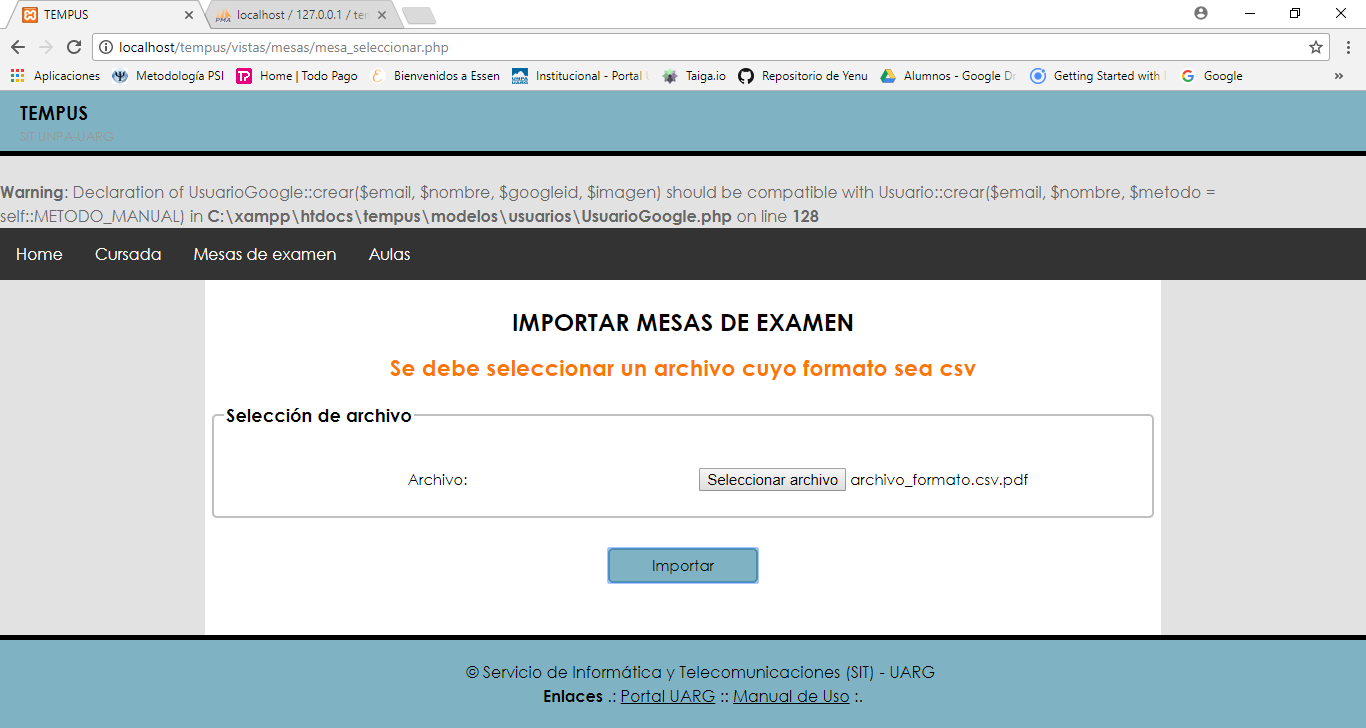 TEMPUS
localhost / 127.0.0.1 / ter
localhost/tempus/vistas/mesas/mesa_seleccionar.php
Aplicaciones Metodología PSI Home | Todo Pago Bienvenidos a Essen Institucional - Portal U Taiga.io Repositorio de Yenu Alumnos - Google Dr Getting Started with Google »
TEMPUS
SIT UNPA-UARG
Warning: Declaration of UsuarioGoogle::crear($email, $nombre, $googleid, $imagen) should be compatible with Usuario::crear($email, $nombre, $metodo =
self::METODO_MANUAL) in C:\xampp\htdocs\tempus\modelos\usuarios\UsuarioGoogle.php on line 128
Home Cursada Mesas de examen Aulas
IMPORTAR MESAS DE EXAMEN
Se debe seleccionar un archivo cuyo formato sea csv
Selección de archivo
Archivo: Seleccionar archivo archivo_formato.csv.pdf
Importar
© Servicio de Informática y Telecomunicaciones (SIT) - UARG
Enlaces .: Portal UARG :: Manual de Uso :.